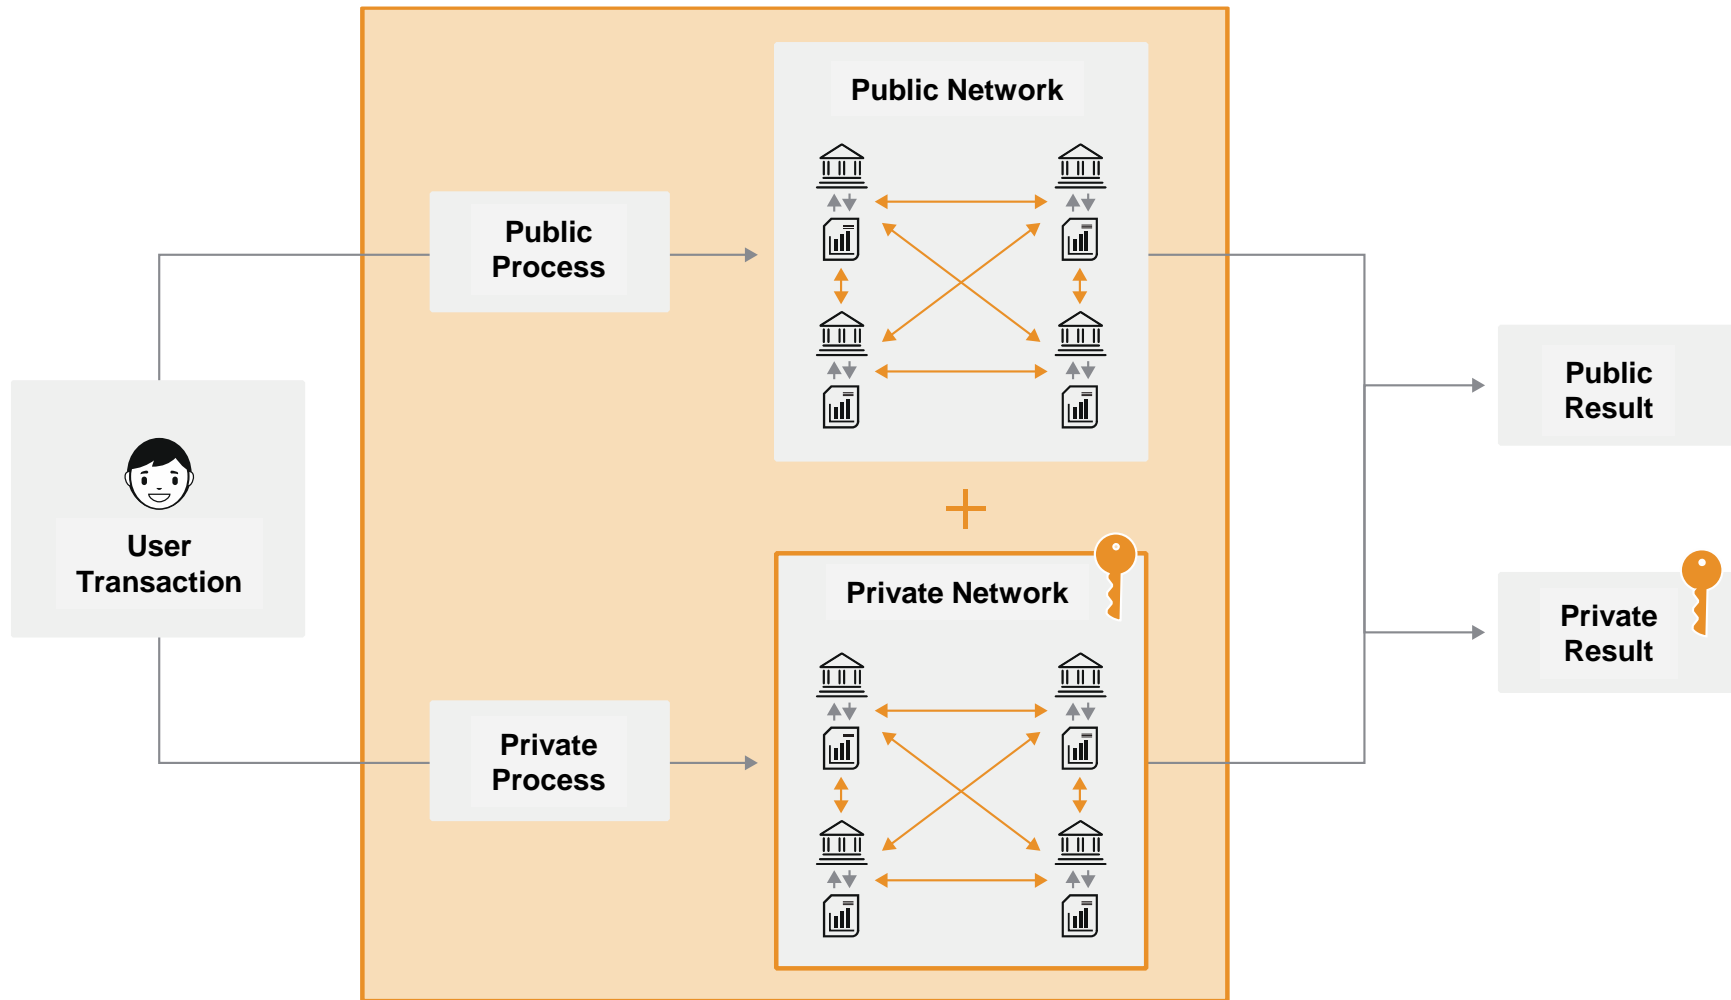 Public Network
Public
Process
Public
Result
User
Transaction
Private Network
Private
Result
Private
Process